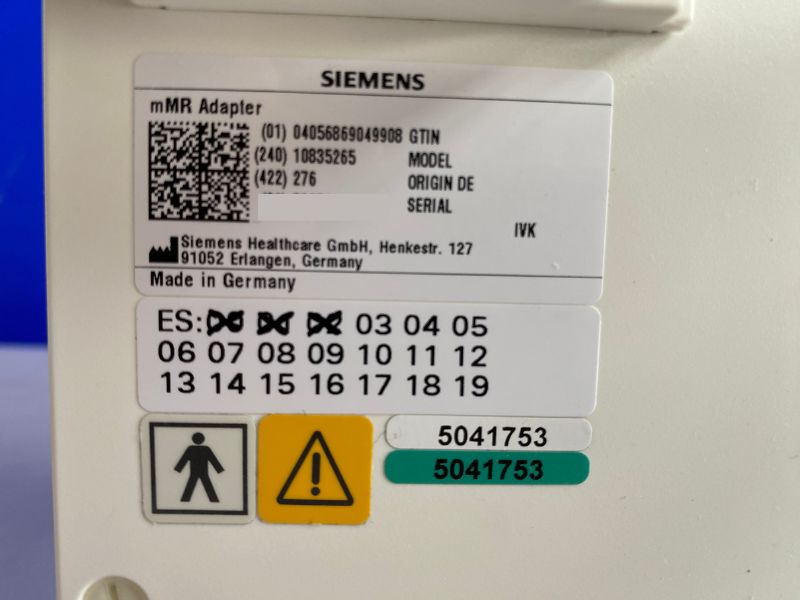 SIEMENS
mMR Adapter
(01) 04056869049908 GTIN
(240) 10835265 MODEL
(422) 276 ORIGIN DE
SERIAL
IVK
Siemens Healthcare GmbH, Henkestr. 127
91052 Erlangen, Germany
Made in Germany
ES: 03 04 05
06 07 08 09 10 11 12
13 14 15 16 17 18 19
5041753
5041753